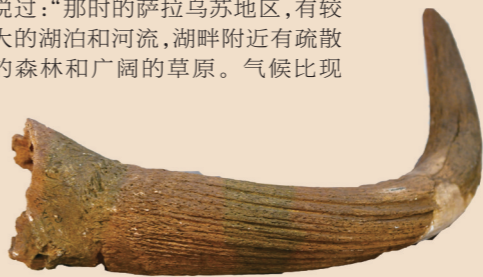 说过：“那时的萨拉乌苏地区，有较
大的湖泊和河流，湖畔附近有疏散
的森林和广阔的草原。气候比现